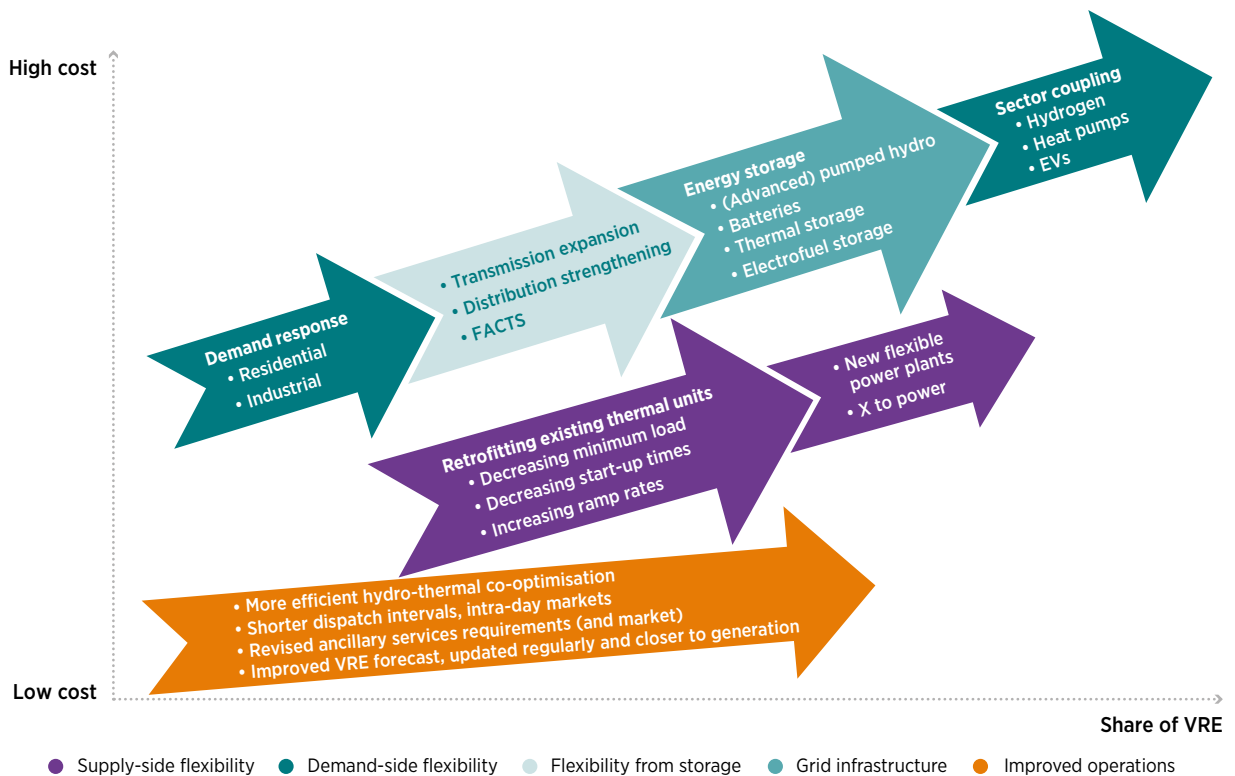 High cost
Sector coupling
• Hydrogen
• Heat pumps
• EVs
Energy storage
• (Advanced) pumped hydro
• Batteries
• Thermal storage
• Electrofuel storage
• Transmission expansion
• Distribution strengthening
• FACTS
Demand response
• Residential
• Industrial
• New flexible
power plants
• X to power
Retrofitting existing thermal units
• Decreasing minimum load
• Decreasing start-up times
• Increasing ramp rates
• More efficient hydro-thermal co-optimisation
• Shorter dispatch intervals, intra-day markets
• Revised ancillary services requirements (and market)
• Improved VRE forecast, updated regularly and closer to generation
Low cost
Share of VRE
Supply-side flexibility
Demand-side flexibility
Flexibility from storage
Grid infrastructure
Improved operations